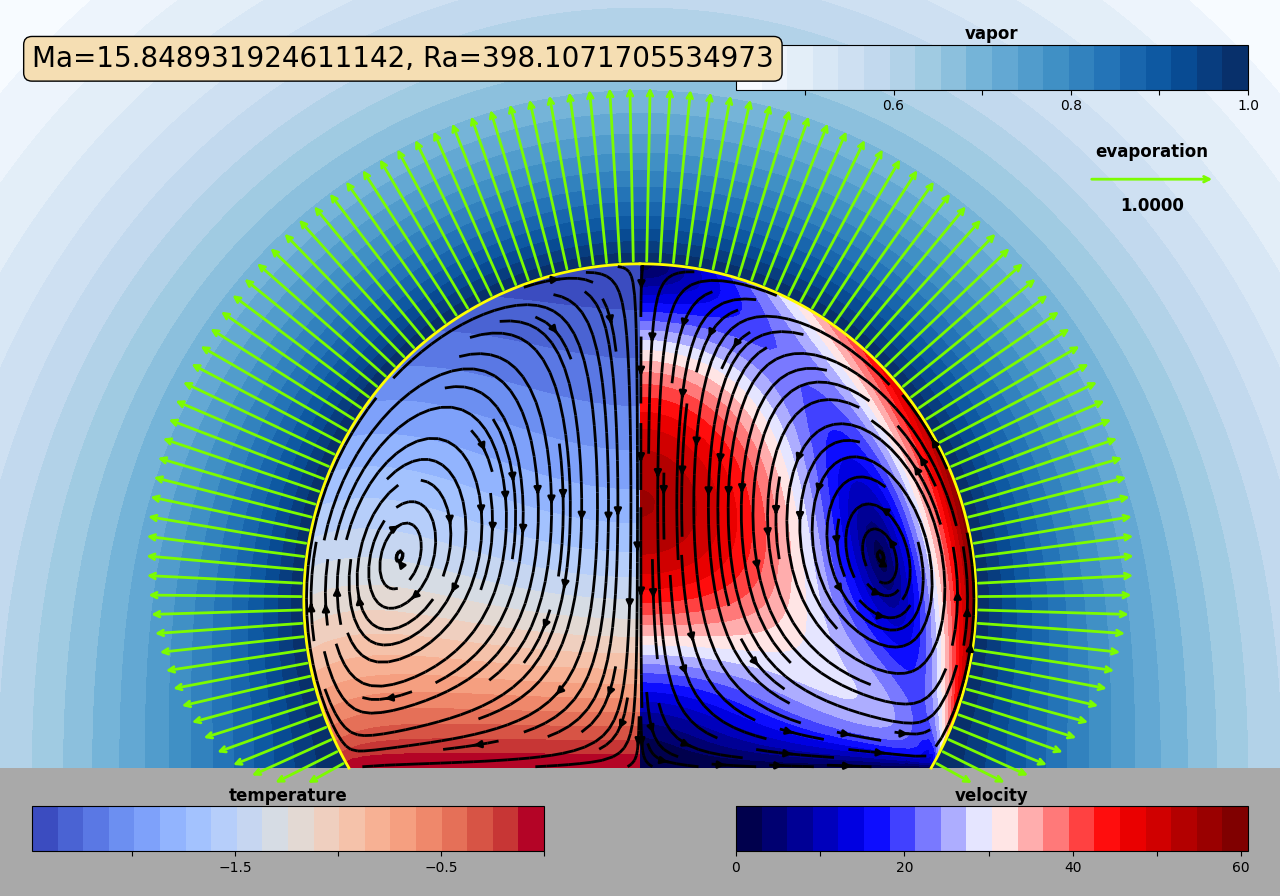 vapor
Ma=15.848931924611142, Ra=398.1071705534973
0.6 0.8 1.0
evaporation
1.0000
temperature velocity
−1.5 −0.5 0 20 40 60